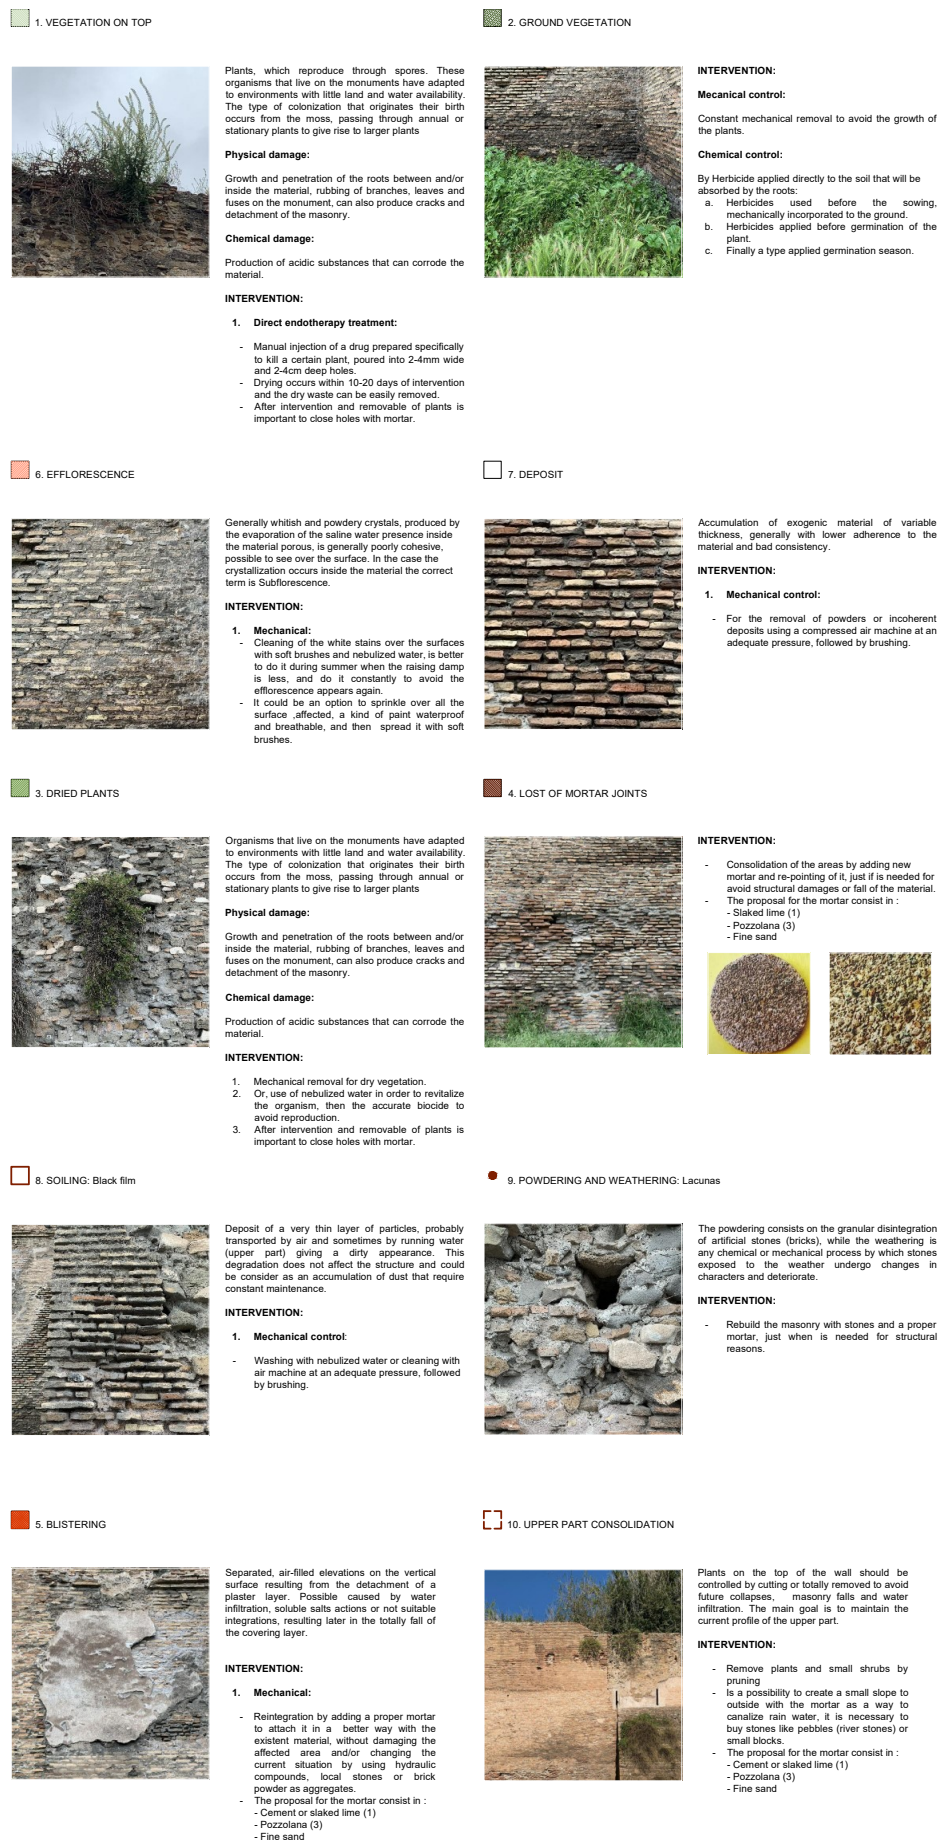 1. VEGETATION ON TOP
Plants, which reproduce through spores. These
organisms that live on the monuments have adapted
to environments with little land and water availability.
The type of colonization that originates their birth
occurs from the moss, passing through annual or
stationary plants to give rise to larger plants
Physical damage:
Growth and penetration of the roots between and/or
inside the material, rubbing of branches, leaves and
fuses on the monument, can also produce cracks and
detachment of the masonry.
Chemical damage:
Production of acidic substances that can corrode the
material.
INTERVENTION:
1. Direct endotherapy treatment:
- Manual injection of a drug prepared specifically
to kill a certain plant, poured into 2-4mm wide
and 2-4cm deep holes.
- Drying occurs within 10-20 days of intervention
and the dry waste can be easily removed.
- After intervention and removable of plants is
important to close holes with mortar.
2. GROUND VEGETATION
INTERVENTION:
Mecanical control:
Constant mechanical removal to avoid the growth of
the plants.
Chemical control:
By Herbicide applied directly to the soil that will be
absorbed by the roots:
a. Herbicides used before the sowing,
mechanically incorporated to the ground.
b. Herbicides applied before germination of the
plant.
c. Finally a type applied germination season.
6. EFFLORESCENCE
Generally whitish and powdery crystals, produced by
the evaporation of the saline water presence inside
the material porous, is generally poorly cohesive,
possible to see over the surface. In the case the
crystallization occurs inside the material the correct
term is Subflorescence.
INTERVENTION:
1. Mechanical:
- Cleaning of the white stains over the surfaces
with soft brushes and nebulized water, is better
to do it during summer when the raising damp
is less, and do it constantly to avoid the
efflorescence appears again.
- It could be an option to sprinkle over all the
surface ,affected, a kind of paint waterproof
and breathable, and then spread it with soft
brushes.
7. DEPOSIT
Accumulation of exogenic material of variable
thickness, generally with lower adherence to the
material and bad consistency.
INTERVENTION:
1. Mechanical control:
- For the removal of powders or incoherent
deposits using a compressed air machine at an
adequate pressure, followed by brushing.
3. DRIED PLANTS
Organisms that live on the monuments have adapted
to environments with little land and water availability.
The type of colonization that originates their birth
occurs from the moss, passing through annual or
stationary plants to give rise to larger plants
Physical damage:
Growth and penetration of the roots between and/or
inside the material, rubbing of branches, leaves and
fuses on the monument, can also produce cracks and
detachment of the masonry.
Chemical damage:
Production of acidic substances that can corrode the
material.
INTERVENTION:
1. Mechanical removal for dry vegetation.
2. Or, use of nebulized water in order to revitalize
the organism, then the accurate biocide to
avoid reproduction.
3. After intervention and removable of plants is
important to close holes with mortar.
4. LOST OF MORTAR JOINTS
INTERVENTION:
- Consolidation of the areas by adding new
mortar and re-pointing of it, just if is needed for
avoid structural damages or fall of the material.
- The proposal for the mortar consist in :
- Slaked lime (1)
- Pozzolana (3)
- Fine sand
8. SOILING: Black film
Deposit of a very thin layer of particles, probably
transported by air and sometimes by running water
(upper part) giving a dirty appearance. This
degradation does not affect the structure and could
be consider as an accumulation of dust that require
constant maintenance.
INTERVENTION:
1. Mechanical control:
- Washing with nebulized water or cleaning with
air machine at an adequate pressure, followed
by brushing.
9. POWDERING AND WEATHERING: Lacunas
The powdering consists on the granular disintegration
of artificial stones (bricks), while the weathering is
any chemical or mechanical process by which stones
exposed to the weather undergo changes in
characters and deteriorate.
INTERVENTION:
- Rebuild the masonry with stones and a proper
mortar, just when is needed for structural
reasons.
5. BLISTERING
Separated, air-filled elevations on the vertical
surface resulting from the detachment of a
plaster layer. Possible caused by water
infiltration, soluble salts actions or not suitable
integrations, resulting later in the totally fall of
the covering layer.
INTERVENTION:
1. Mechanical:
- Reintegration by adding a proper mortar
to attach it in a better way with the
existent material, without damaging the
affected area and/or changing the
current situation by using hydraulic
compounds, local stones or brick
powder as aggregates.
- The proposal for the mortar consist in :
- Cement or slaked lime (1)
- Pozzolana (3)
- Fine sand
10. UPPER PART CONSOLIDATION
Plants on the top of the wall should be
controlled by cutting or totally removed to avoid
future collapses, masonry falls and water
infiltration. The main goal is to maintain the
current profile of the upper part.
INTERVENTION:
- Remove plants and small shrubs by
pruning
- Is a possibility to create a small slope to
outside with the mortar as a way to
canalize rain water, it is necessary to
buy stones like pebbles (river stones) or
small blocks.
- The proposal for the mortar consist in :
- Cement or slaked lime (1)
- Pozzolana (3)
- Fine sand